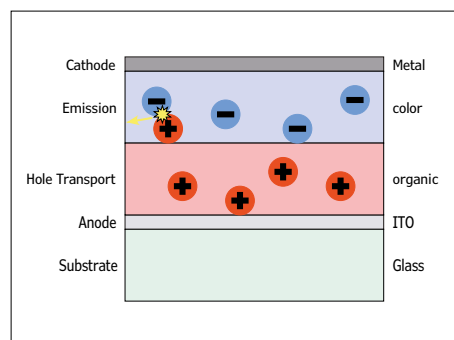 Cathode Metal
Emission color
Hole Transport organic
Anode ITO
Substrate Glass